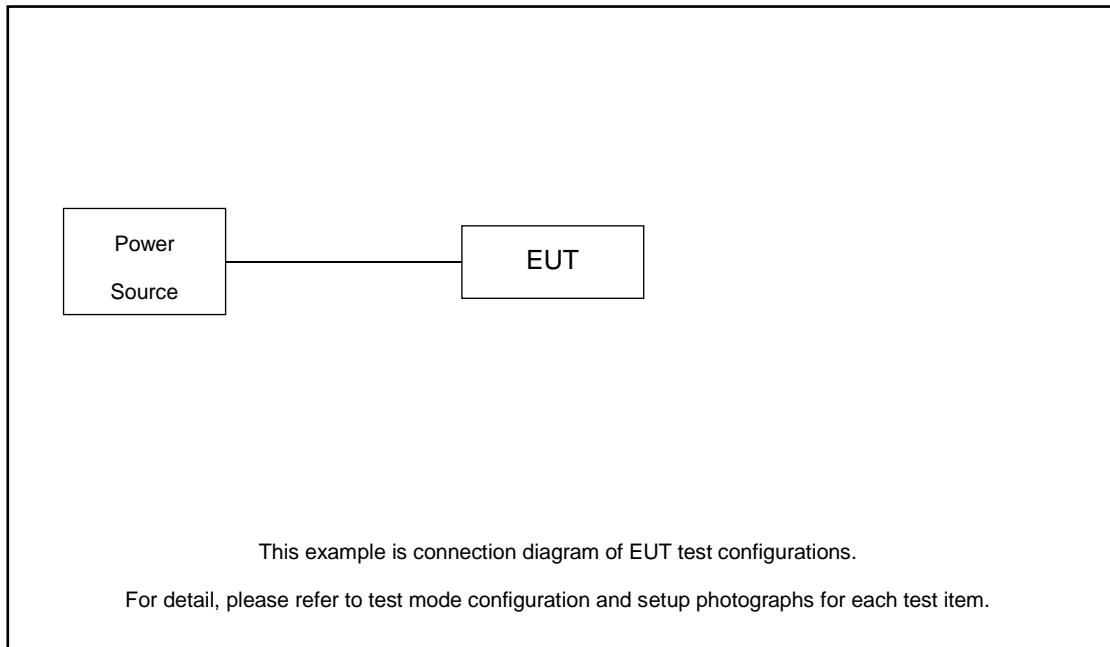 Power
Source
EUT
This example is connection diagram of EUT test configurations.
For detail, please refer to test mode configuration and setup photographs for each test item.